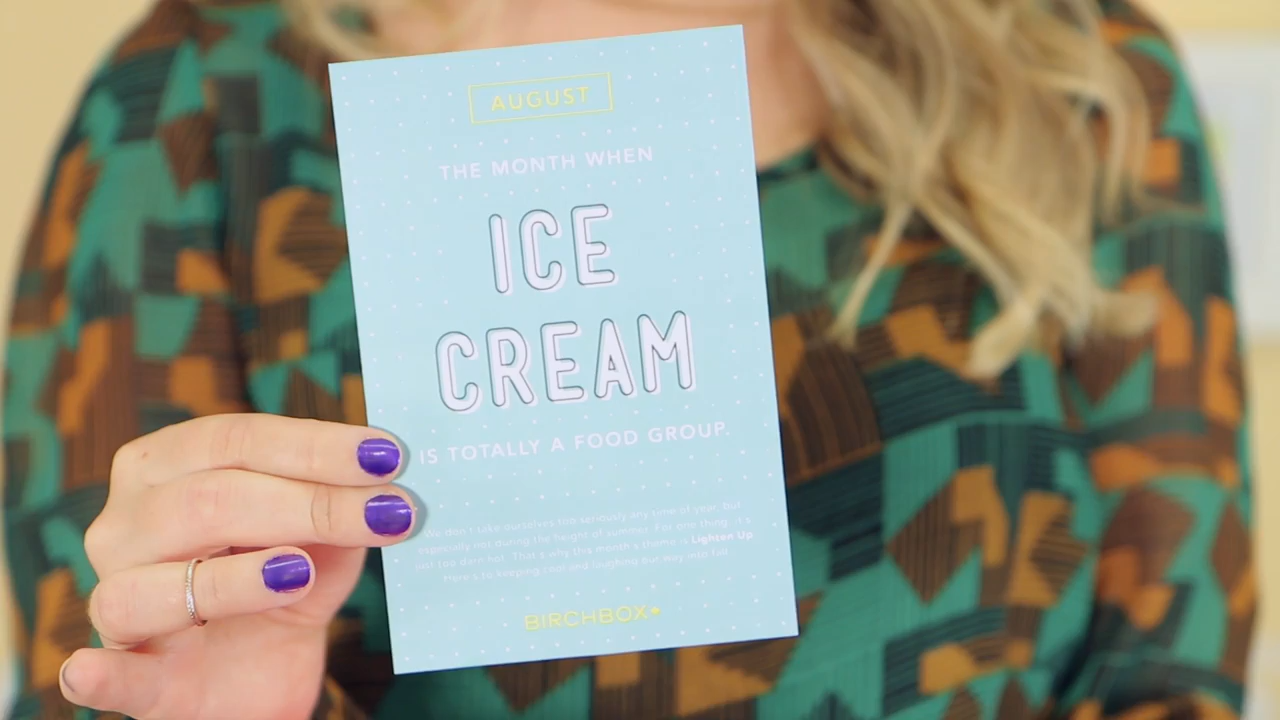 AUGUST
THE MONTH WHEN
ICE
CREAM
IS TOTALLY A FOOD GROUP.
We don't take ourselves too seriously any time of year, but
especially not during the height of summer. For one thing, it's
just too darn hot. That's why this month's theme is Lighten Up.
Here's to keeping cool and laughing our way into fall.
BIRCHBOX+